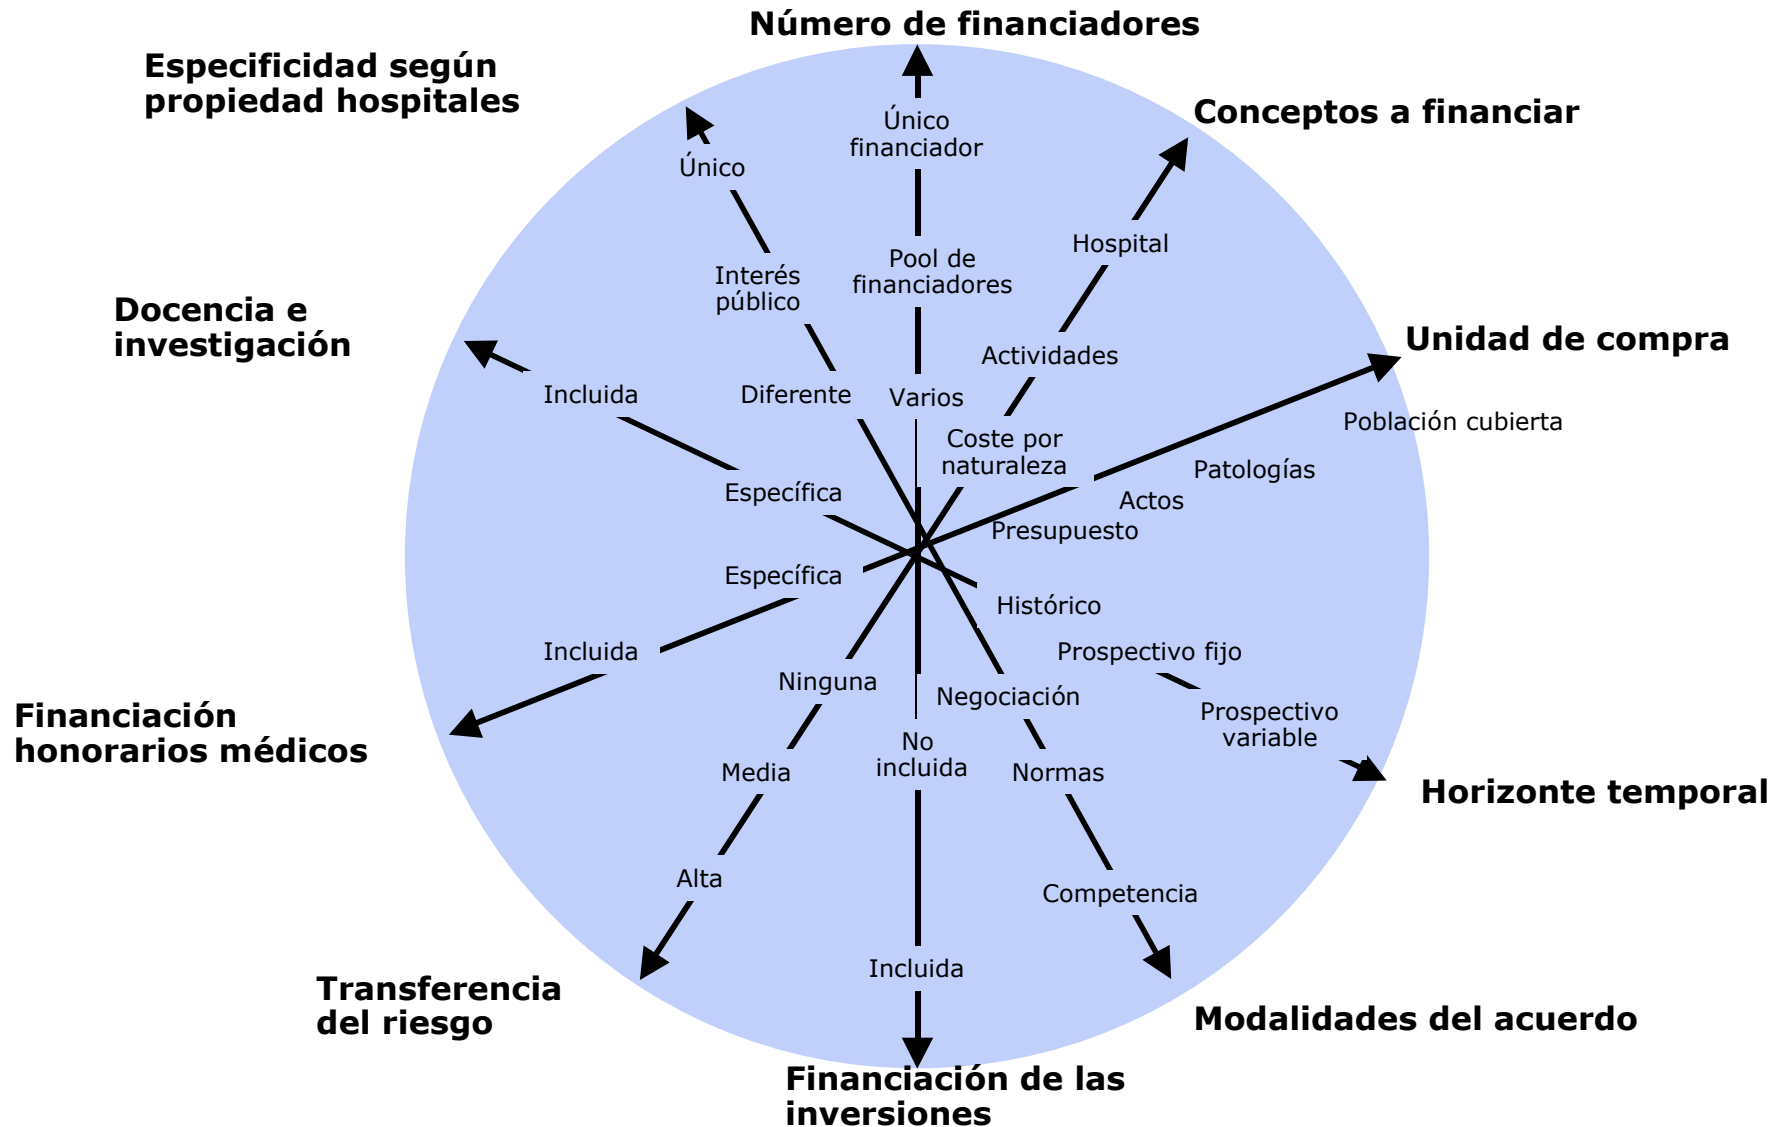 Número de financiadores
Especificidad según
propiedad hospitales
Conceptos a financiar
Único
financiador
Único
Hospital
Pool de
financiadores
Interés
público
Docencia e
investigación
Unidad de compra
Actividades
Incluida
Diferente
Varios
Población cubierta
Coste por
naturaleza
Patologías
Específica
Actos
Presupuesto
Específica
Histórico
Incluida
Prospectivo fijo
Ninguna
Negociación
Prospectivo
variable
Financiación
honorarios médicos
No
incluida
Media
Normas
Horizonte temporal
Alta
Competencia
Incluida
Transferencia
del riesgo
Modalidades del acuerdo
Financiación de las
inversiones